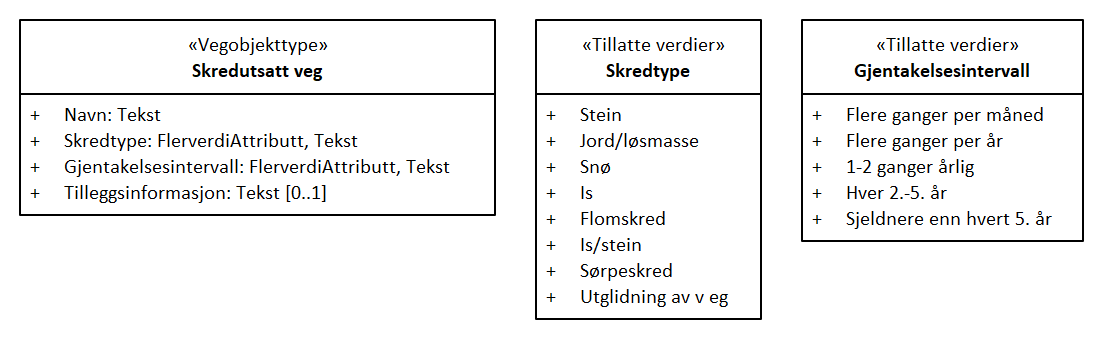 «Vegobjekttype»
Skredutsatt veg
+ Navn: Tekst
+ Skredtype: FlerverdiAttributt, Tekst
+ Gjentakelsesintervall: FlerverdiAttributt, Tekst
+ Tilleggsinformasjon: Tekst [0..1]
«Tillatte verdier»
Skredtype
+ Stein
+ Jord/løsmasse
+ Snø
+ Is
+ Flomskred
+ Is/stein
+ Sørpeskred
+ Utglidning av v eg
«Tillatte verdier»
Gjentakelsesintervall
+ Flere ganger per måned
+ Flere ganger per år
+ 1-2 ganger årlig
+ Hver 2.-5. år
+ Sjeldnere enn hvert 5. år